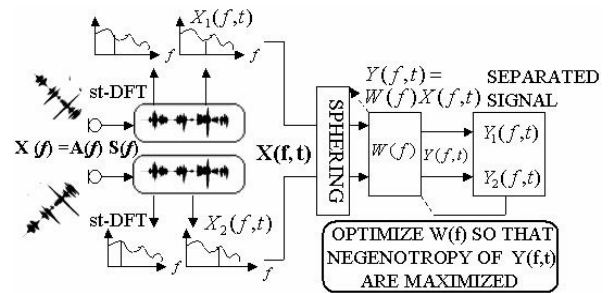 X₁(f,t)
f
f
st-DFT
X (f) =A(f) S(f)
st-DFT
X₂(f,t)
f
f
X(f, t)
SPHERING
Y(f,t) =
W(f)X(f,t)
W(f)
Y(f,t)
SEPARATED
SIGNAL
Y₁(f,t)
Y₂(f,t)
OPTIMIZE W(f) SO THAT
NEGENOTROPY OF Y(f,t)
ARE MAXIMIZED